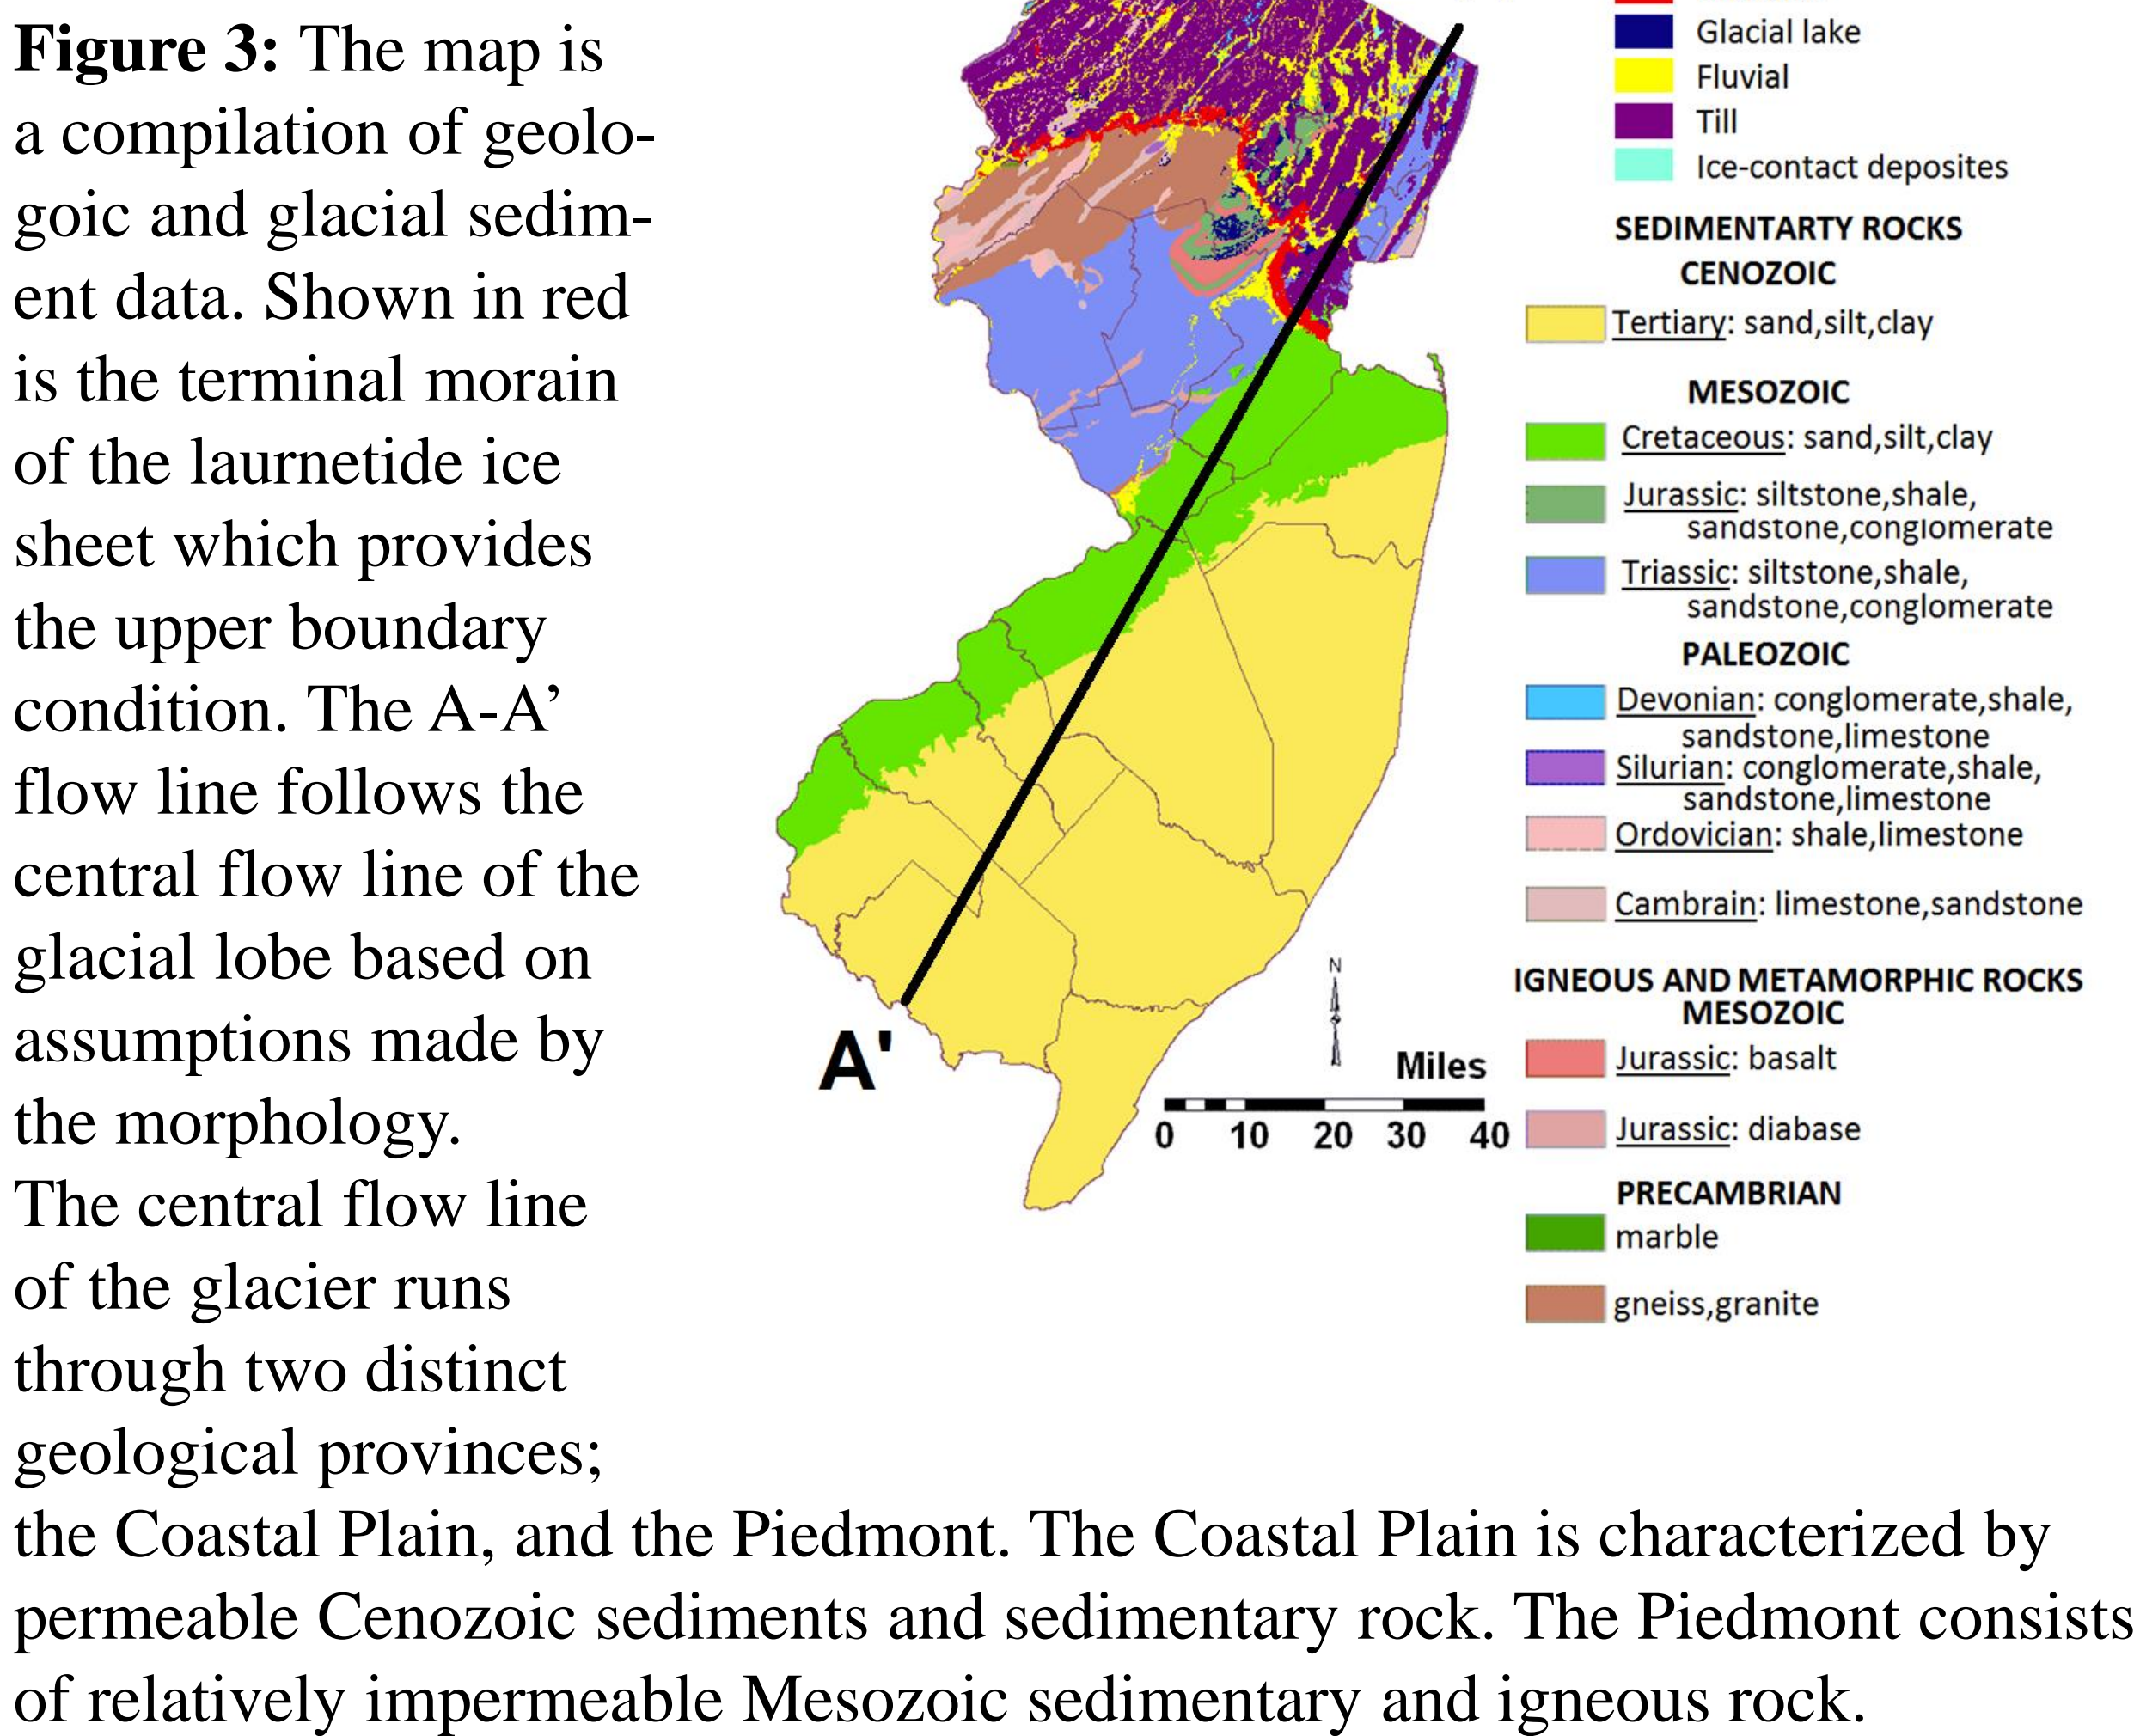 Figure 3: The map is
a compilation of geolo-
goic and glacial sedim-
ent data. Shown in red
is the terminal morain
of the laurnetide ice
sheet which provides
the upper boundary
condition. The A-A’
flow line follows the
central flow line of the
glacial lobe based on
assumptions made by
the morphology.
The central flow line
of the glacier runs
through two distinct
geological provinces;
the Coastal Plain, and the Piedmont. The Coastal Plain is characterized by
permeable Cenozoic sediments and sedimentary rock. The Piedmont consists
of relatively impermeable Mesozoic sedimentary and igneous rock.
A'
N
Miles
0 10 20 30 40
Glacial lake
Fluvial
Till
Ice-contact deposites
SEDIMENTARTY ROCKS
CENOZOIC
Tertiary: sand,silt,clay
MESOZOIC
Cretaceous: sand,silt,clay
Jurassic: siltstone,shale,
sandstone,conglomerate
Triassic: siltstone,shale,
sandstone,conglomerate
PALEOZOIC
Devonian: conglomerate,shale,
sandstone,limestone
Silurian: conglomerate,shale,
sandstone,limestone
Ordovician: shale,limestone
Cambrain: limestone,sandstone
IGNEOUS AND METAMORPHIC ROCKS
MESOZOIC
Jurassic: basalt
Jurassic: diabase
PRECAMBRIAN
marble
gneiss,granite